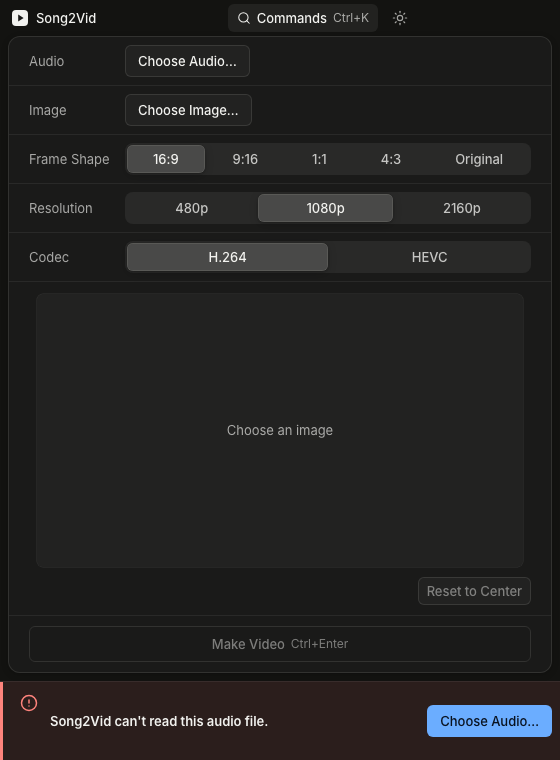 Song2Vid
Commands Ctrl+K
Audio Choose Audio...
Image Choose Image...
Frame Shape 16:9 9:16 1:1 4:3 Original
Resolution 480p 1080p 2160p
Codec H.264 HEVC
Choose an image
Reset to Center
Make Video Ctrl+Enter
Song2Vid can't read this audio file. Choose Audio...